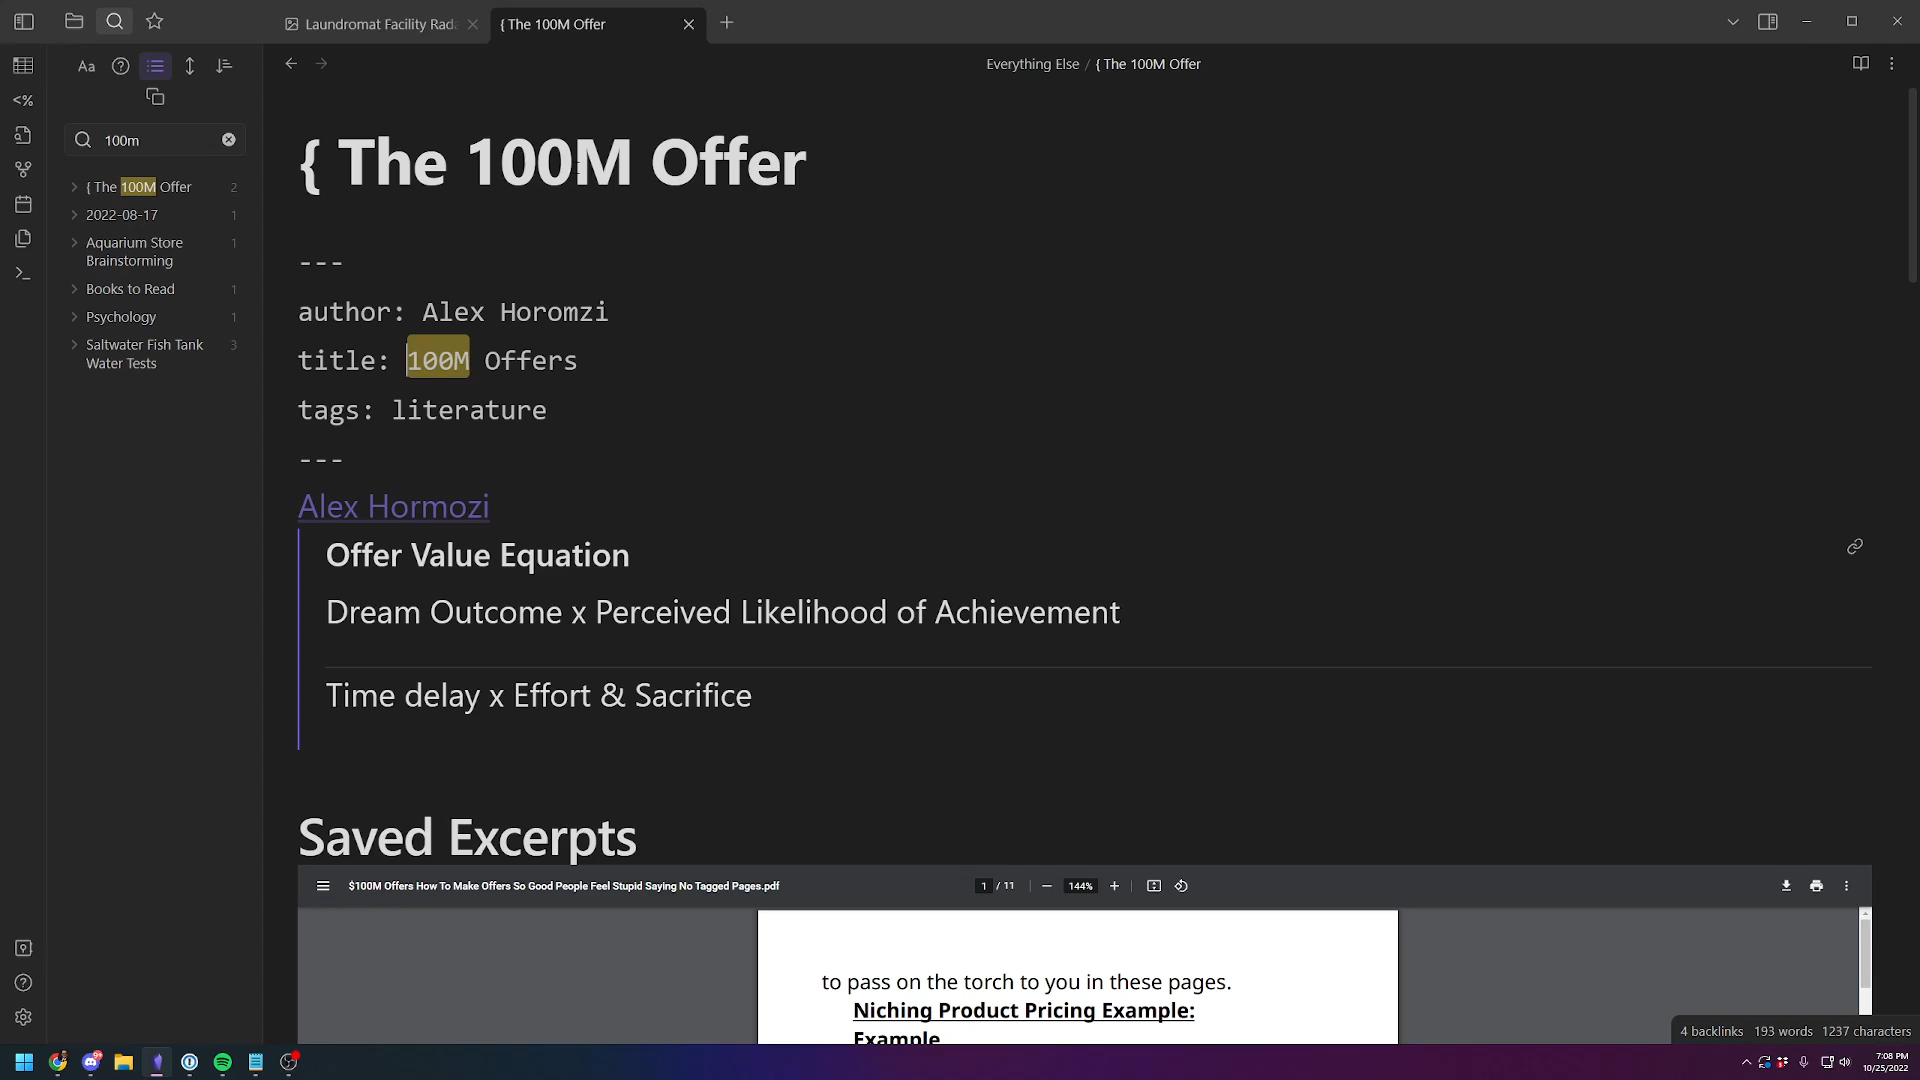 Laundromat Facility Rada
{ The 100M Offer
Everything Else / { The 100M Offer
Aa
100m
{ The 100M Offer 2
2022-08-17 1
Aquarium Store Brainstorming 1
Books to Read 1
Psychology 1
Saltwater Fish Tank Water Tests 3
{ The 100M Offer
---
author: Alex Horomzi
title: 100M Offers
tags: literature
---
Alex Hormozi
Offer Value Equation
Dream Outcome x Perceived Likelihood of Achievement
Time delay x Effort & Sacrifice
Saved Excerpts
$100M Offers How To Make Offers So Good People Feel Stupid Saying No Tagged Pages.pdf
1 / 11
144%
to pass on the torch to you in these pages.
Niching Product Pricing Example:
Example
4 backlinks 193 words 1237 characters
7:08 PM
10/25/2022